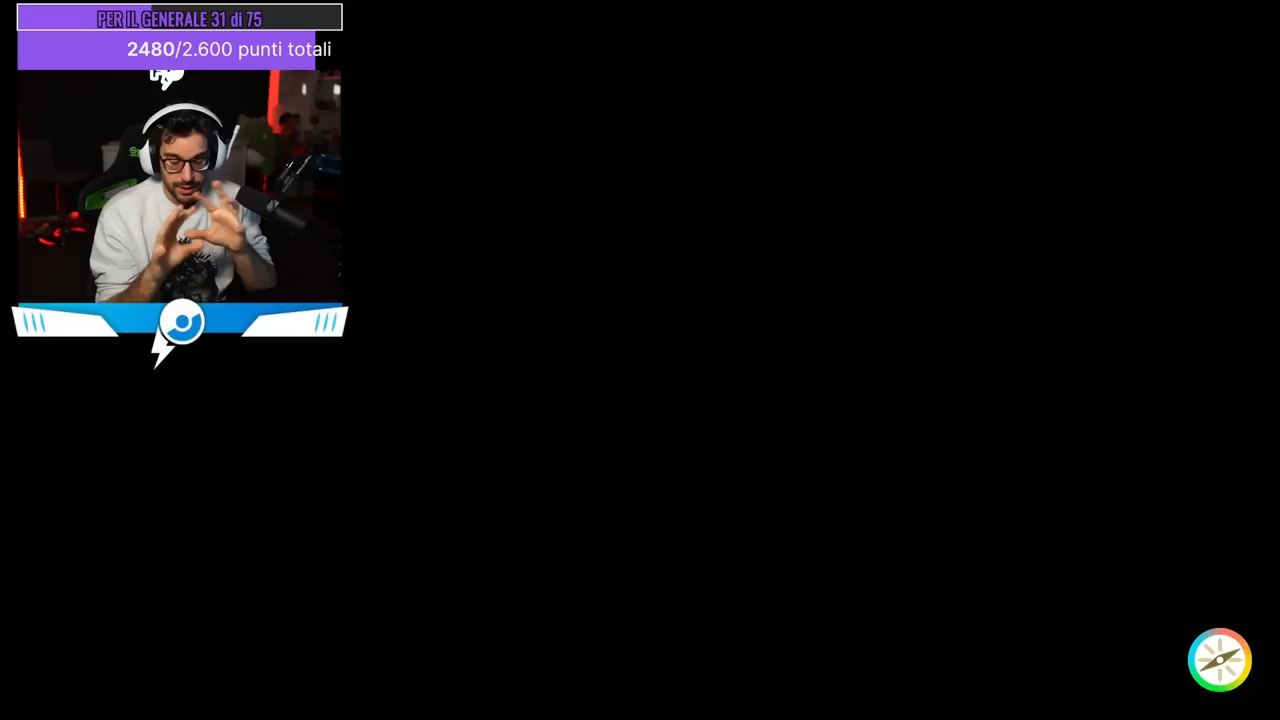 PER IL GENERALE 31 di 75
2480/2.600 punti totali